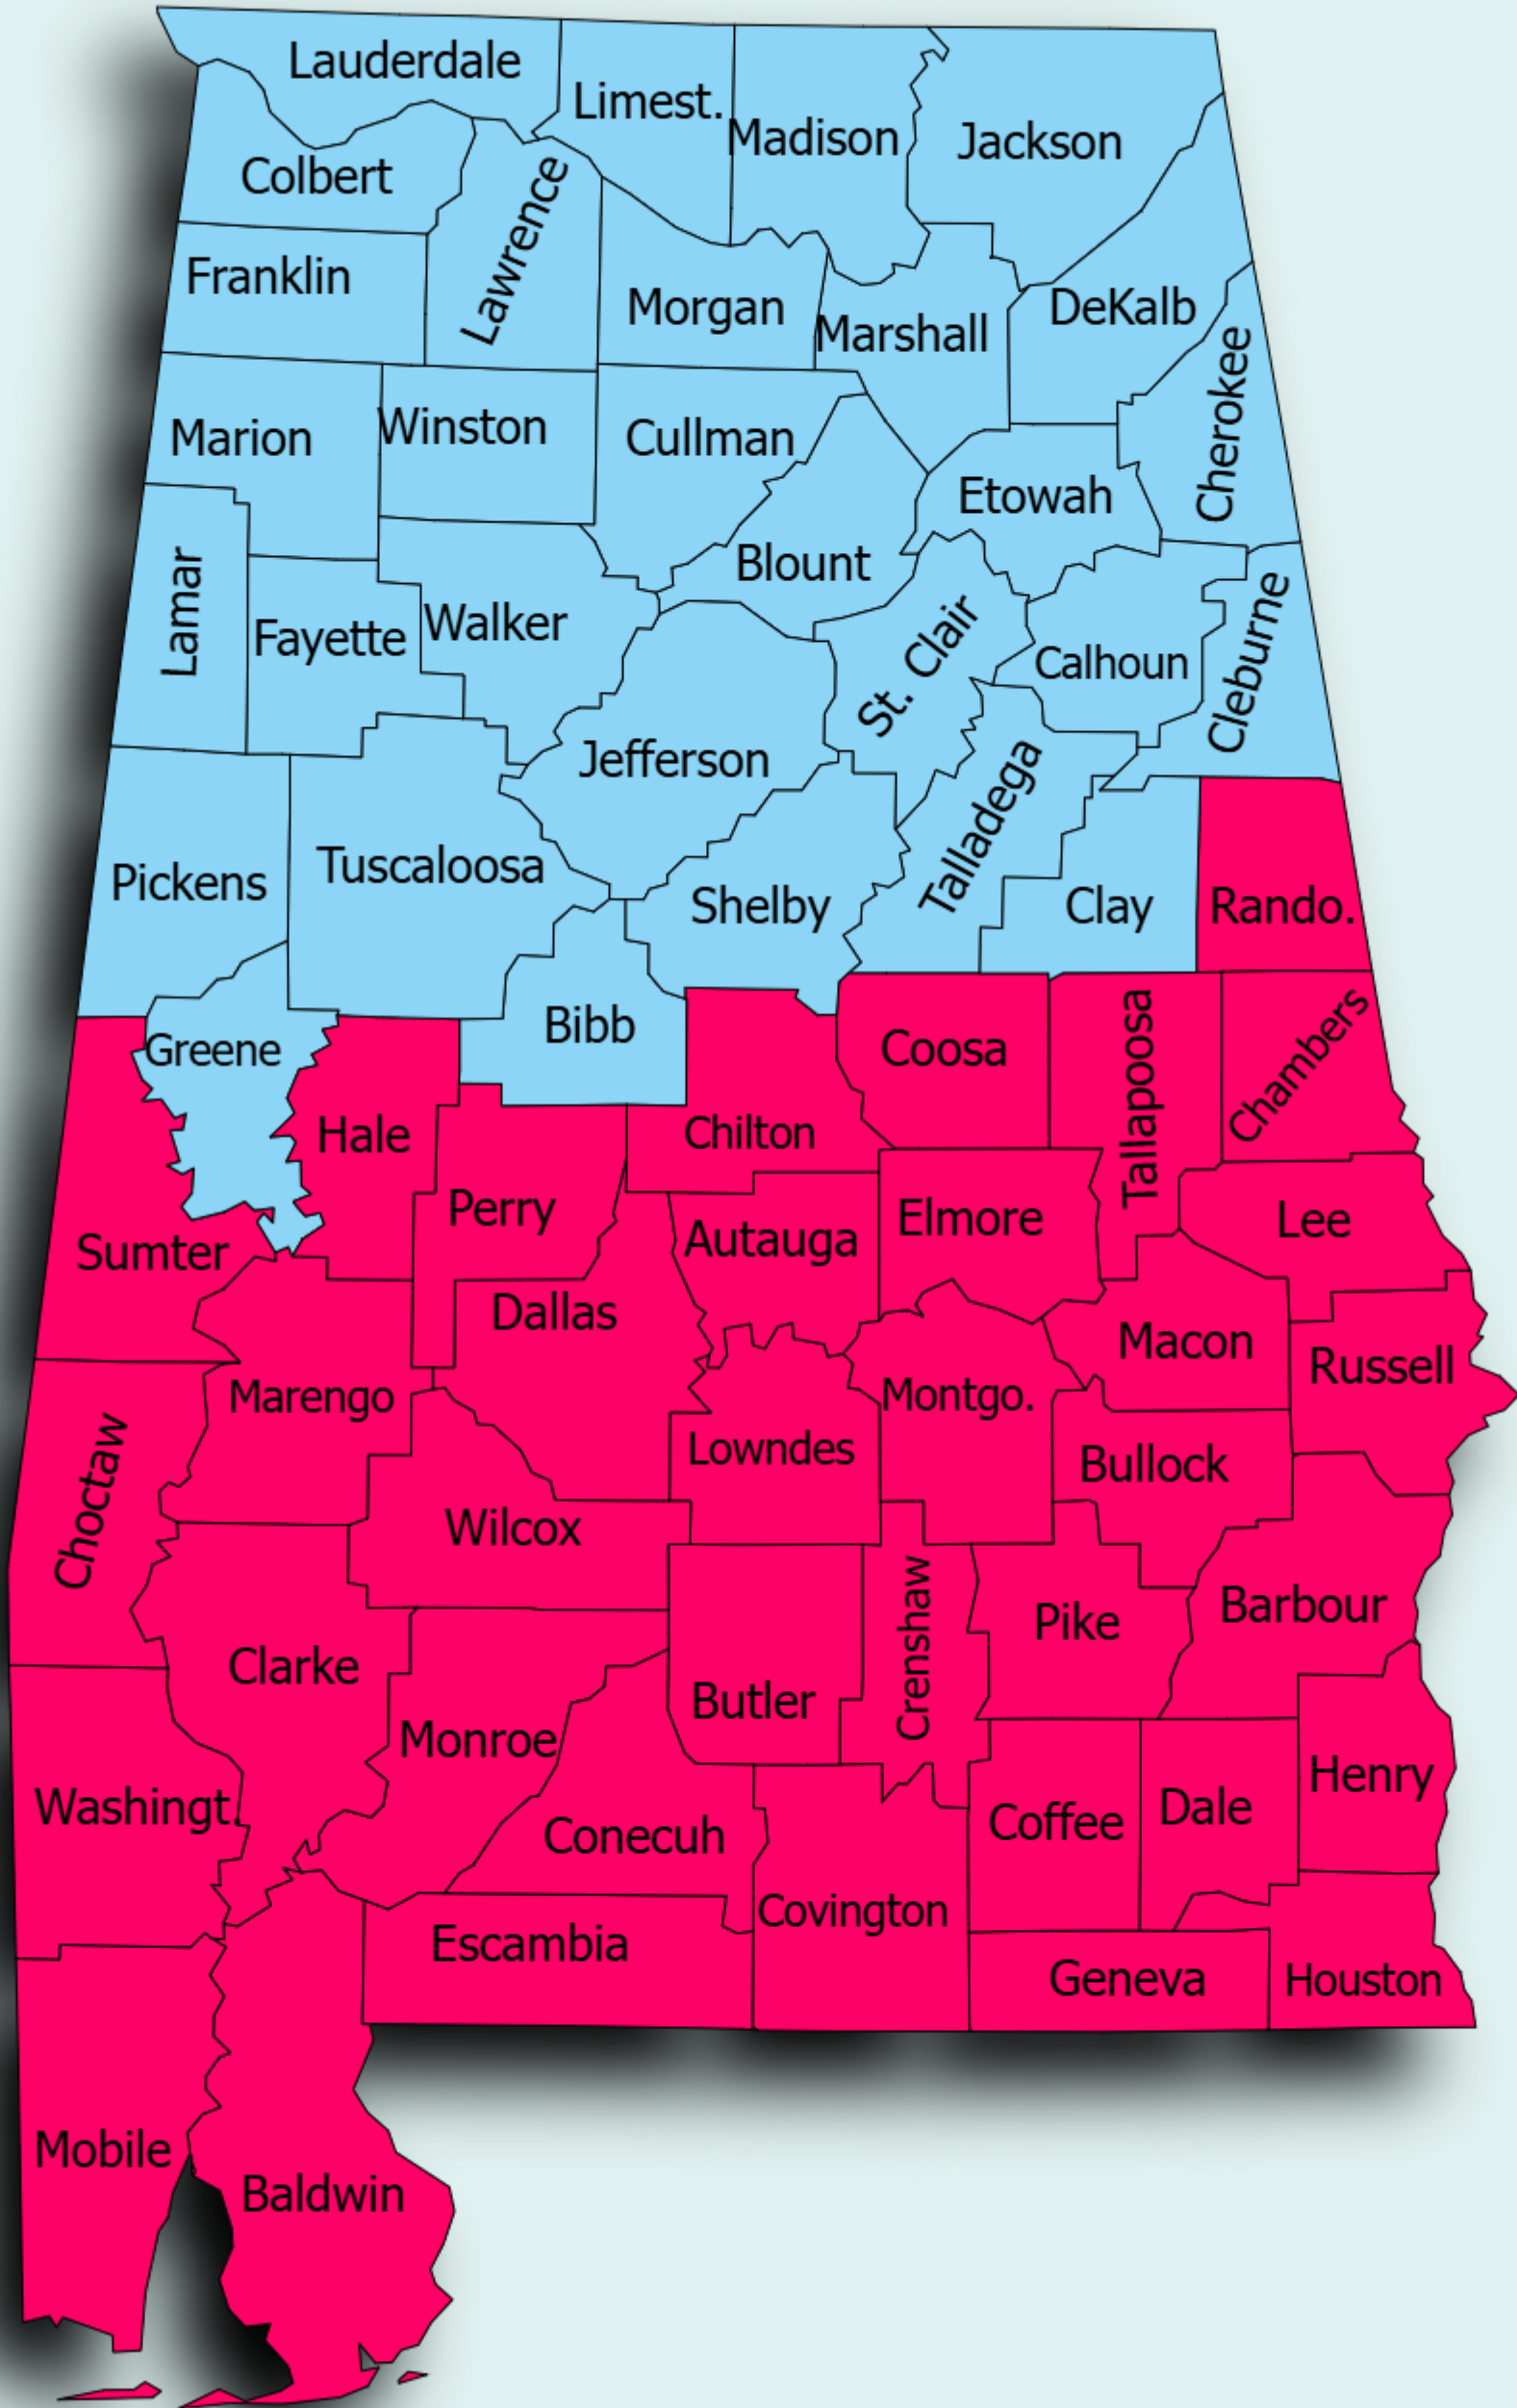 Lauderdale
Limest.
Madison
Jackson
Colbert
Lawrence
Franklin
Morgan
Marshall
DeKalb
Cherokee
Marion
Winston
Cullman
Etowah
Blount
Lamar
Fayette
Walker
St. Clair
Calhoun
Cleburne
Jefferson
Talladega
Pickens
Tuscaloosa
Shelby
Clay
Rando.
Greene
Bibb
Coosa
Tallapoosa
Chambers
Hale
Chilton
Perry
Sumter
Autauga
Elmore
Lee
Dallas
Macon
Russell
Marengo
Montgo.
Lowndes
Bullock
Choctaw
Wilcox
Crenshaw
Pike
Barbour
Clarke
Butler
Monroe
Washingt.
Conecuh
Coffee
Dale
Henry
Covington
Escambia
Geneva
Houston
Mobile
Baldwin